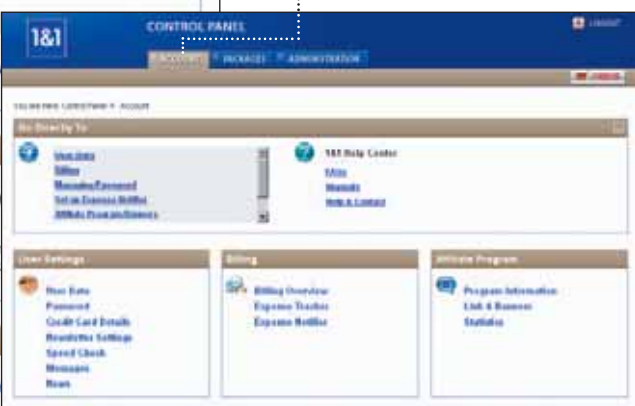 1&1
CONTROL PANEL
LOGOUT
ACCOUNT
PACKAGES
ADMINISTRATION
Account
Go Directly To
User Data
Billing
Managing Password
Set up Expense Notifier
Affiliate Program Banners
1&1 Help Center
FAQs
Manuals
Help & Contact
User Settings
User Data
Password
Credit Card Details
Newsletter Settings
Speed Check
Messages
News
Billing
Billing Overview
Expense Tracker
Expense Notifier
Affiliate Program
Program Information
Link & Banner
Statistics